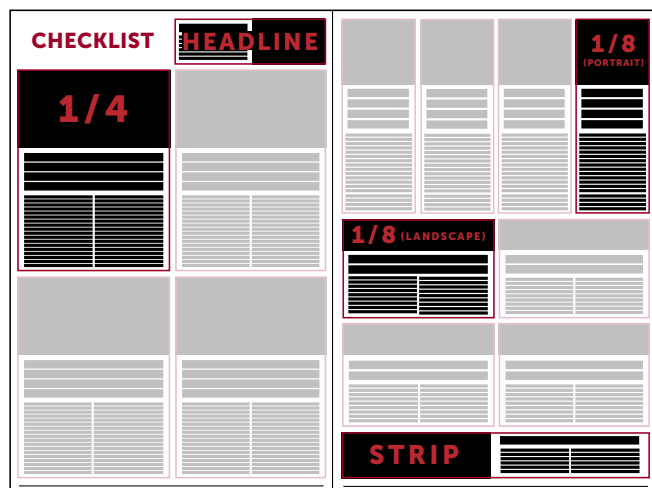 CHECKLIST
HEADLINE
1/4
1/8
(PORTRAIT)
1/8 (LANDSCAPE)
STRIP